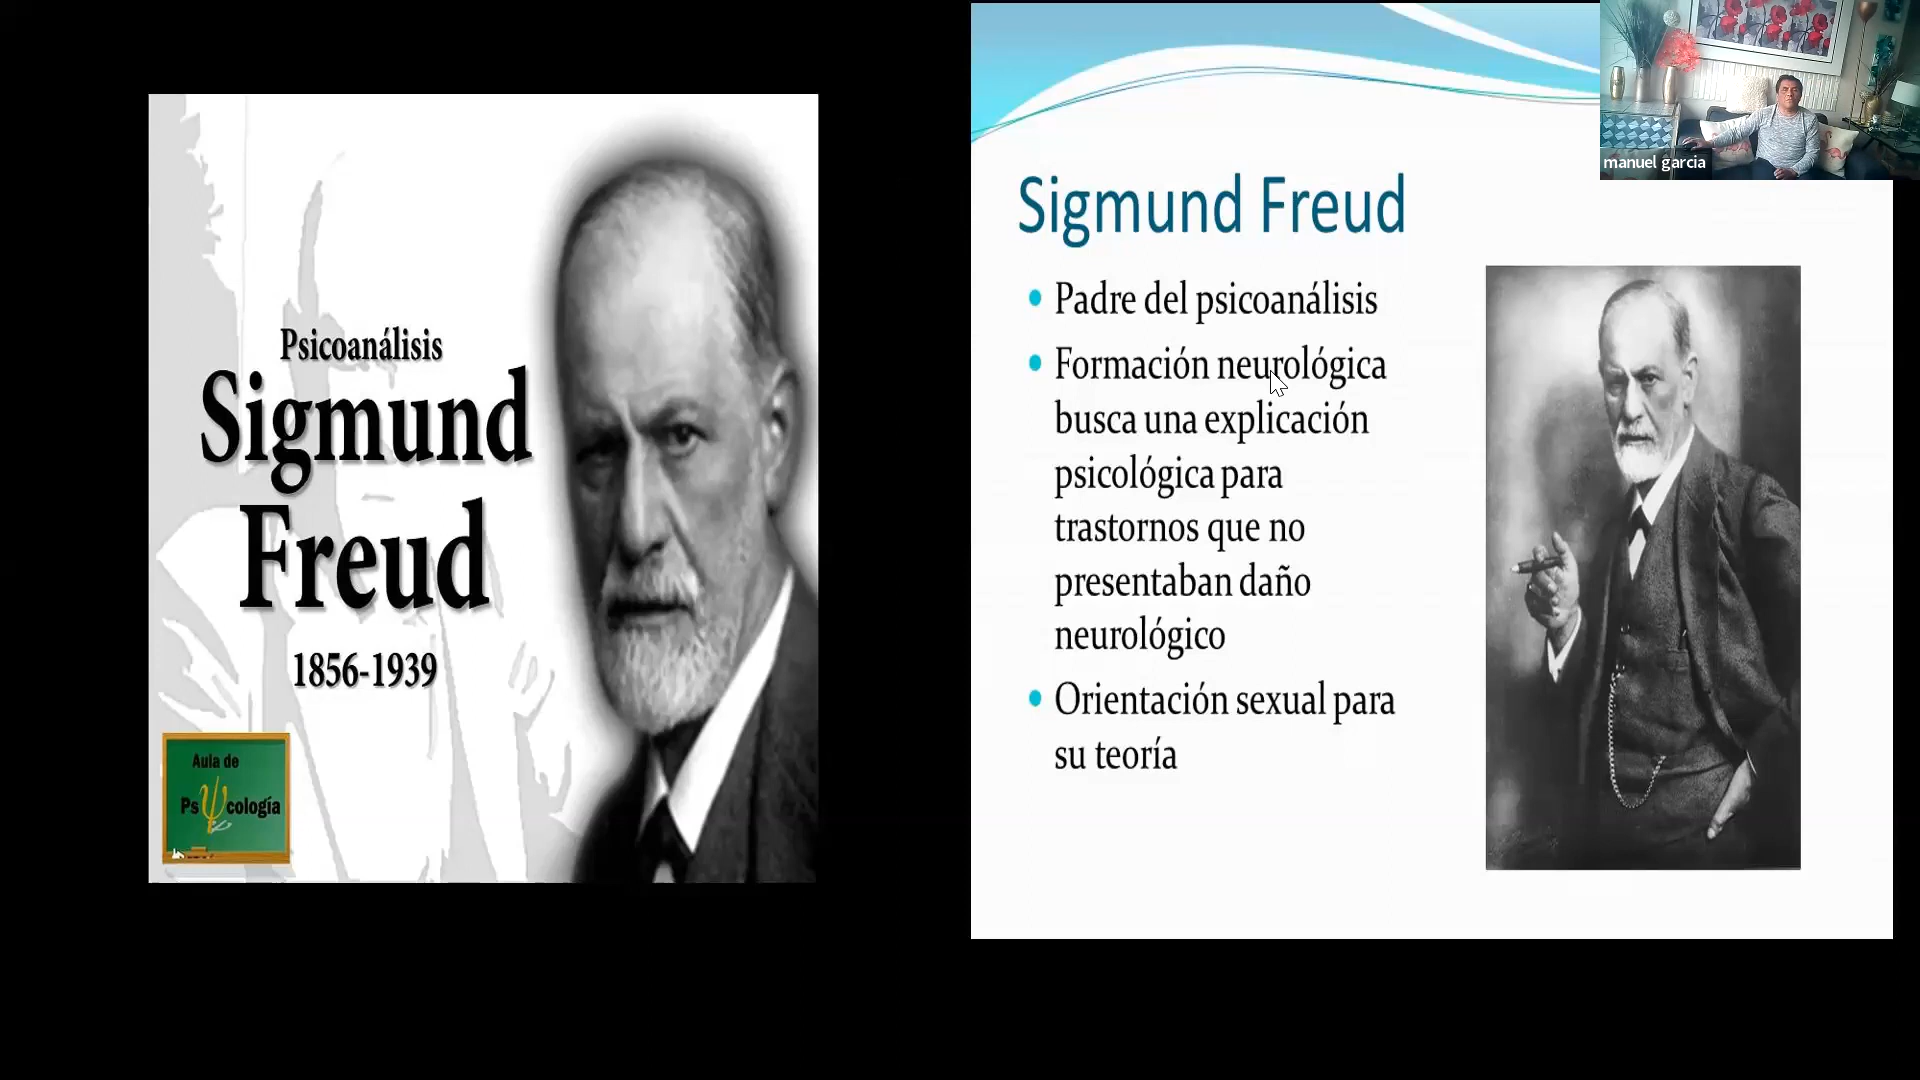 Psicoanálisis
Sigmund
Freud
1856-1939
Aula de
Psψcología
Sigmund Freud
• Padre del psicoanálisis
• Formación neurológica
busca una explicación
psicológica para
trastornos que no
presentaban daño
neurológico
• Orientación sexual para
su teoría
manuel garcia